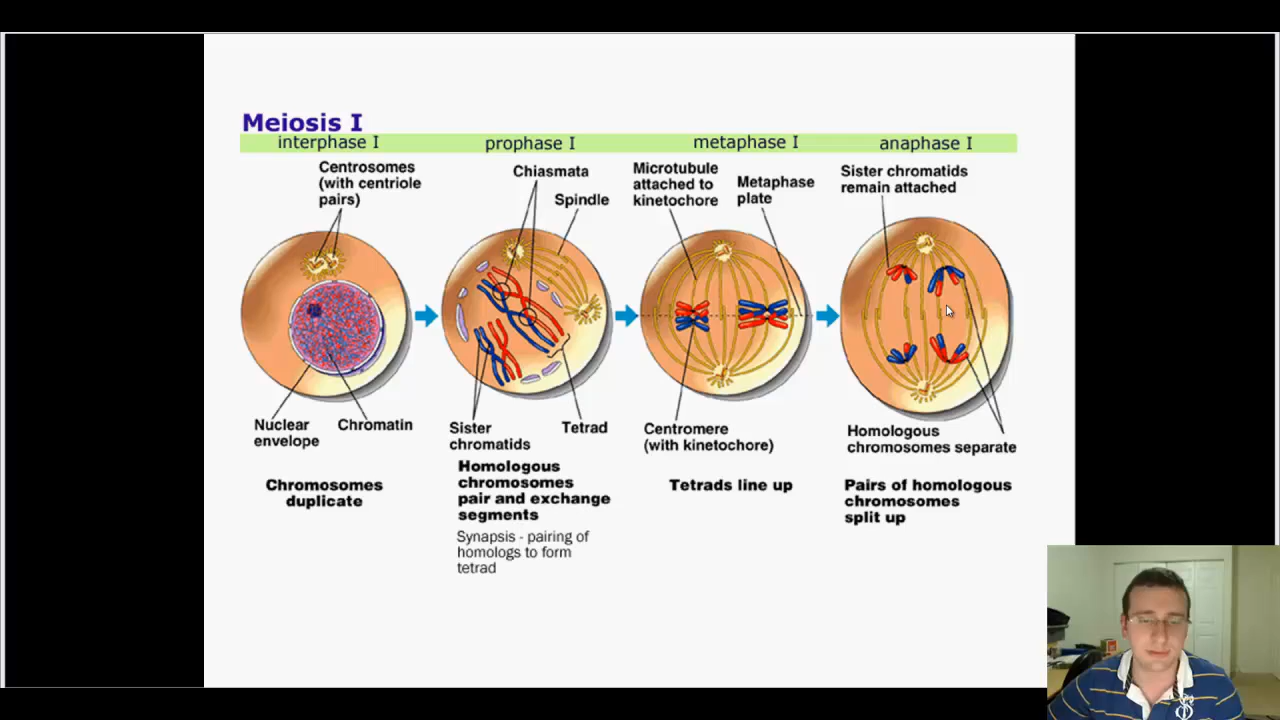 Meiosis I
interphase I
prophase I
metaphase I
anaphase I
Centrosomes
(with centriole
pairs)
Nuclear
envelope
Chromatin
Chromosomes
duplicate
Chiasmata
Spindle
Sister
chromatids
Tetrad
Homologous
chromosomes
pair and exchange
segments
Synapsis - pairing of
homologs to form
tetrad
Microtubule
attached to
kinetochore
Metaphase
plate
Centromere
(with kinetochore)
Tetrads line up
Sister chromatids
remain attached
Homologous
chromosomes separate
Pairs of homologous
chromosomes
split up